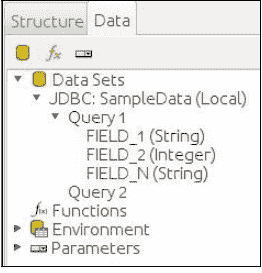 Structure Data
fx
Data Sets
JDBC: SampleData (Local)
Query 1
FIELD_1 (String)
FIELD_2 (Integer)
FIELD_N (String)
Query 2
f(x) Functions
Environment
Parameters